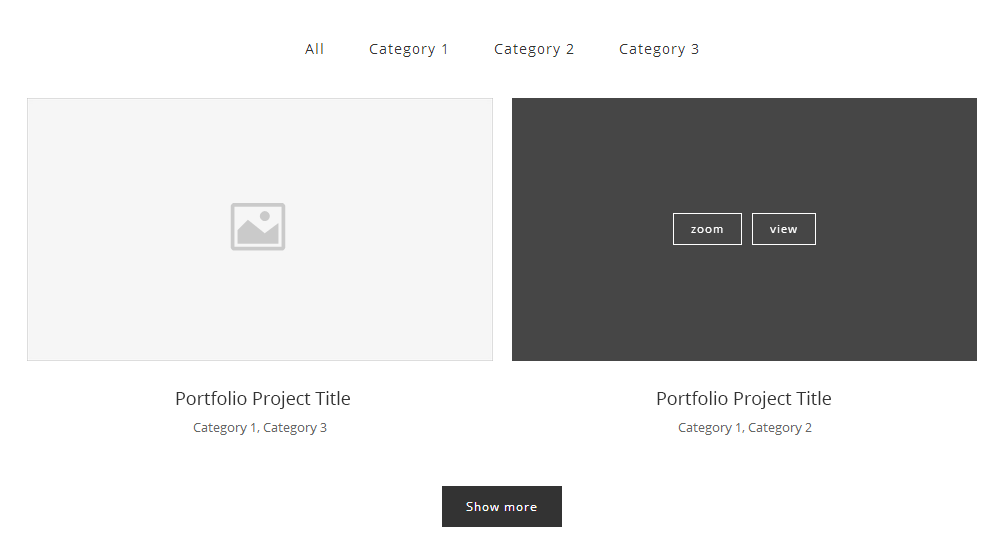 All Category 1 Category 2 Category 3
zoom view
Portfolio Project Title
Category 1, Category 3
Portfolio Project Title
Category 1, Category 2
Show more